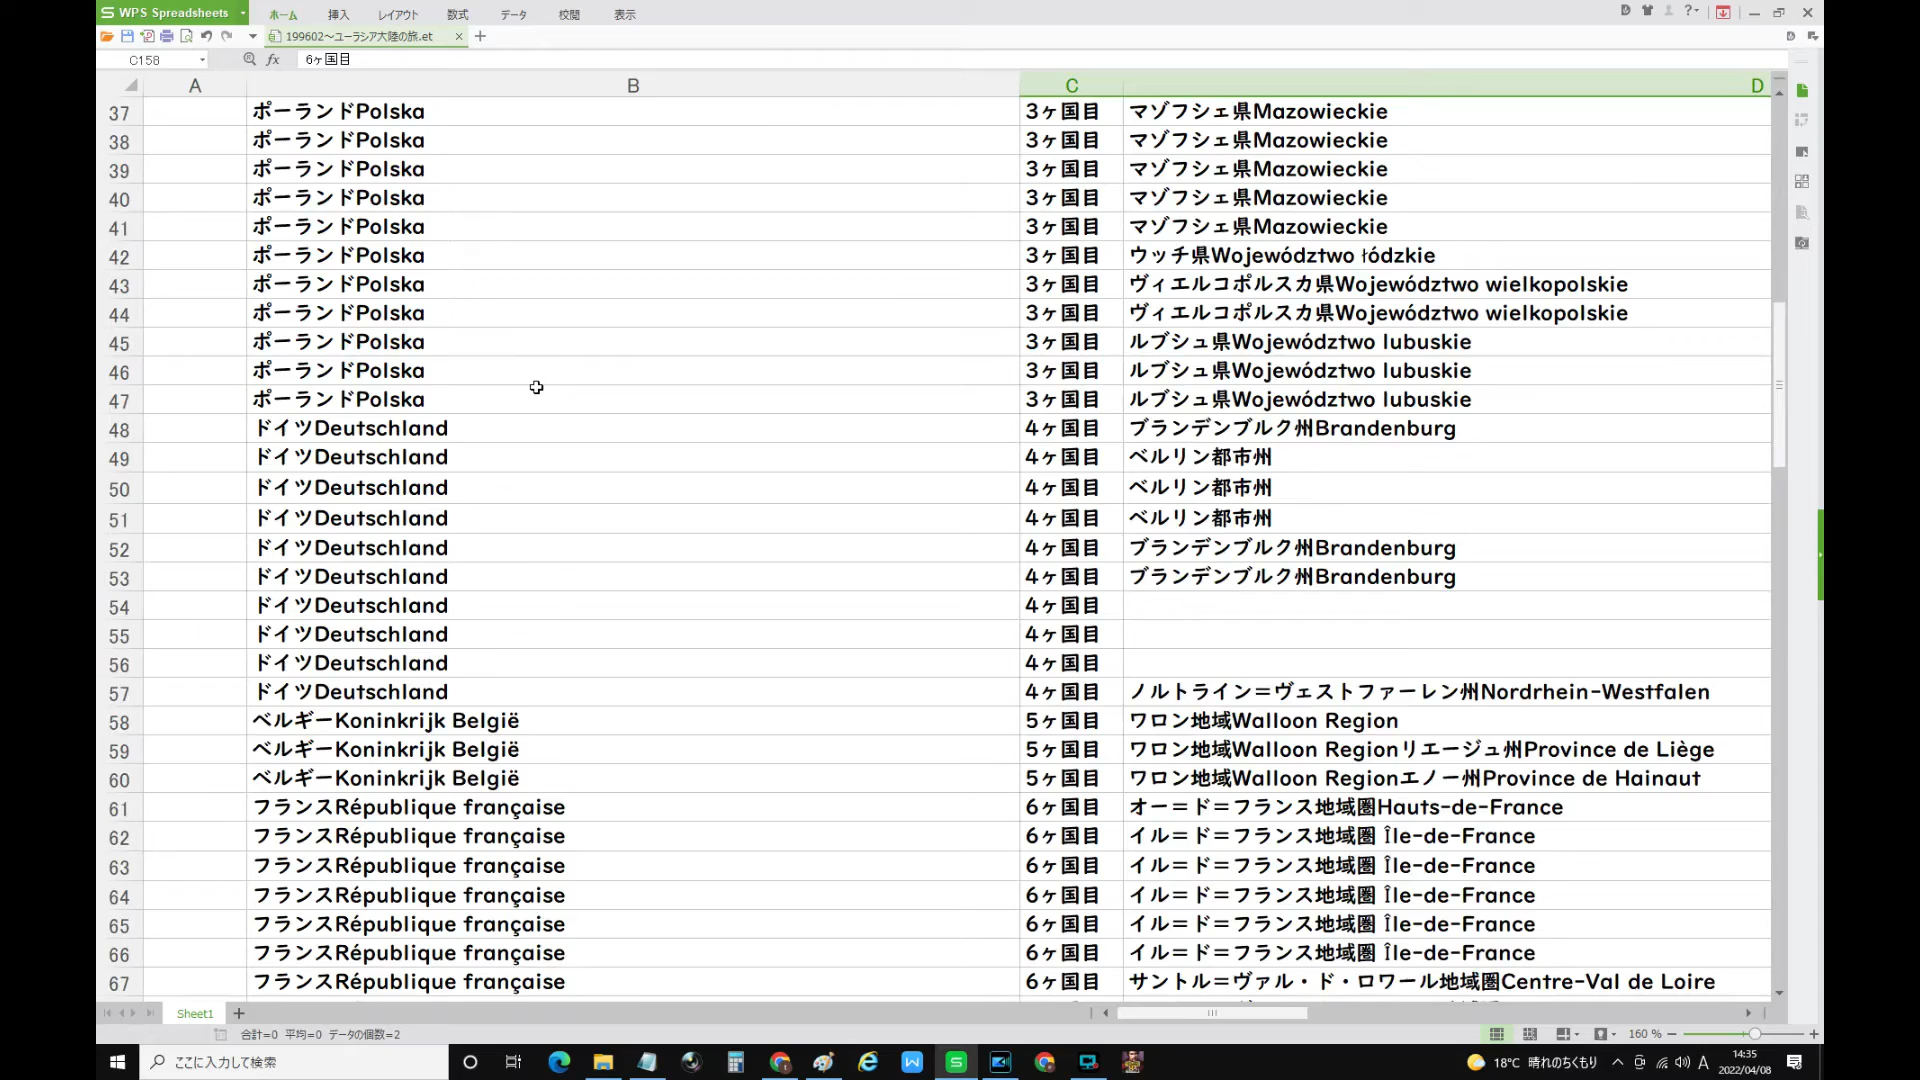 WPS Spreadsheets ホーム 挿入 レイアウト 数式 データ 校閲 表示
199602～ユーラシア大陸の旅.et
C158 fx 6ヶ国目
A B C D
37 ポーランドPolska 3ヶ国目 マゾフシェ県Mazowieckie
38 ポーランドPolska 3ヶ国目 マゾフシェ県Mazowieckie
39 ポーランドPolska 3ヶ国目 マゾフシェ県Mazowieckie
40 ポーランドPolska 3ヶ国目 マゾフシェ県Mazowieckie
41 ポーランドPolska 3ヶ国目 マゾフシェ県Mazowieckie
42 ポーランドPolska 3ヶ国目 ウッチ県Województwo łódzkie
43 ポーランドPolska 3ヶ国目 ヴィエルコポルスカ県Województwo wielkopolskie
44 ポーランドPolska 3ヶ国目 ヴィエルコポルスカ県Województwo wielkopolskie
45 ポーランドPolska 3ヶ国目 ルブシュ県Województwo lubuskie
46 ポーランドPolska 3ヶ国目 ルブシュ県Województwo lubuskie
47 ポーランドPolska 3ヶ国目 ルブシュ県Województwo lubuskie
48 ドイツDeutschland 4ヶ国目 ブランデンブルク州Brandenburg
49 ドイツDeutschland 4ヶ国目 ベルリン都市州
50 ドイツDeutschland 4ヶ国目 ベルリン都市州
51 ドイツDeutschland 4ヶ国目 ベルリン都市州
52 ドイツDeutschland 4ヶ国目 ブランデンブルク州Brandenburg
53 ドイツDeutschland 4ヶ国目 ブランデンブルク州Brandenburg
54 ドイツDeutschland 4ヶ国目
55 ドイツDeutschland 4ヶ国目
56 ドイツDeutschland 4ヶ国目
57 ドイツDeutschland 4ヶ国目 ノルトライン＝ヴェストファーレン州Nordrhein-Westfalen
58 ベルギーKoninkrijk België 5ヶ国目 ワロン地域Walloon Region
59 ベルギーKoninkrijk België 5ヶ国目 ワロン地域Walloon Regionリエージュ州Province de Liège
60 ベルギーKoninkrijk België 5ヶ国目 ワロン地域Walloon Regionエノー州Province de Hainaut
61 フランスRépublique française 6ヶ国目 オー＝ド＝フランス地域圏Hauts-de-France
62 フランスRépublique française 6ヶ国目 イル＝ド＝フランス地域圏 Île-de-France
63 フランスRépublique française 6ヶ国目 イル＝ド＝フランス地域圏 Île-de-France
64 フランスRépublique française 6ヶ国目 イル＝ド＝フランス地域圏 Île-de-France
65 フランスRépublique française 6ヶ国目 イル＝ド＝フランス地域圏 Île-de-France
66 フランスRépublique française 6ヶ国目 イル＝ド＝フランス地域圏 Île-de-France
67 フランスRépublique française 6ヶ国目 サントル＝ヴァル・ド・ロワール地域圏Centre-Val de Loire
Sheet1
合計=0 平均=0 データの個数=2 160 %
ここに入力して検索 18°C 晴れのちくもり A 14:35
2022/04/08